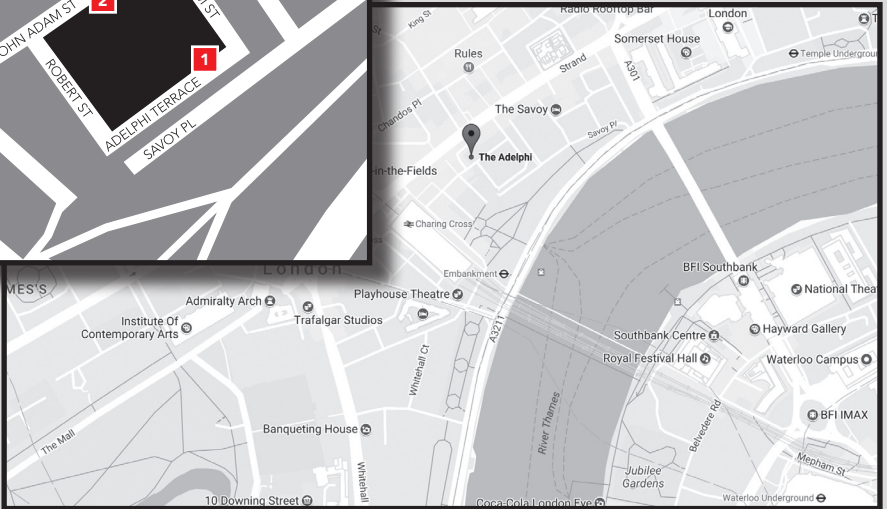 OHN ADAM ST
2
ST
ROBERT ST
1
ADELPHI TERRACE
SAVOY PL
King St
Radio Rooftop Bar
London
Somerset House
Temple Undergroun
Rules
Strand
A301
Chandos Pl
The Savoy
Savoy Pl
The Adelphi
-in-the-Fields
Charing Cross
Embankment
London
BFI Southbank
MES'S
Admiralty Arch
Playhouse Theatre
National Theat
Institute Of
Contemporary Arts
Trafalgar Studios
A3211
Southbank Centre
Hayward Gallery
Royal Festival Hall
Waterloo Campus
Whitehall Ct
Belvedere Rd
BFI IMAX
The Mall
Banqueting House
River Thames
Mepham St
Whitehall
Jubilee
Gardens
10 Downing Street
Coca-Cola London Eye
Waterloo Underground